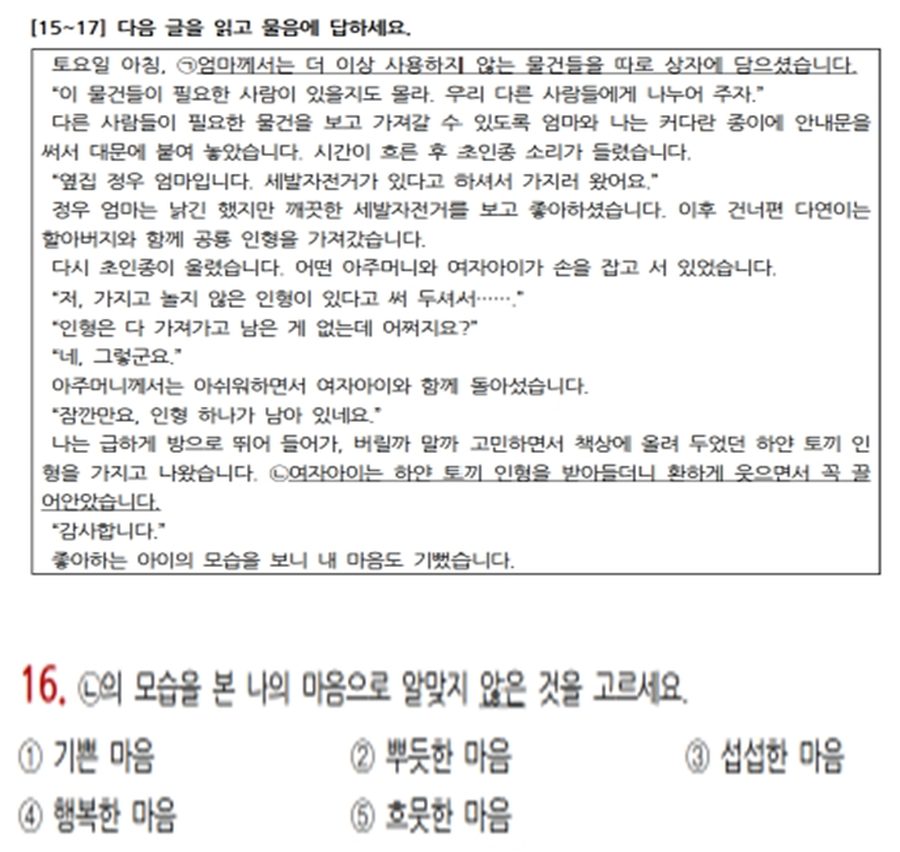 [15~17] 다음 글을 읽고 물음에 답하세요.
토요일 아침, ㉠엄마께서는 더 이상 사용하지 않는 물건들을 따로 상자에 담으셨습니다.
“이 물건들이 필요한 사람이 있을지도 몰라. 우리 다른 사람들에게 나누어 주자.”
다른 사람들이 필요한 물건을 보고 가져갈 수 있도록 엄마와 나는 커다란 종이에 안내문을
써서 대문에 붙여 놓았습니다. 시간이 흐른 후 초인종 소리가 들렸습니다.
“옆집 정우 엄마입니다. 세발자전거가 있다고 하셔서 가지러 왔어요.”
정우 엄마는 낡긴 했지만 깨끗한 세발자전거를 보고 좋아하셨습니다. 이후 건너편 다연이는
할아버지와 함께 공룡 인형을 가져갔습니다.
다시 초인종이 울렸습니다. 어떤 아주머니와 여자아이가 손을 잡고 서 있었습니다.
“저, 가지고 놀지 않은 인형이 있다고 써 두셔서…….”
“인형은 다 가져가고 남은 게 없는데 어쩌지요?”
“네, 그렇군요.”
아주머니께서는 아쉬워하면서 여자아이와 함께 돌아섰습니다.
“잠깐만요, 인형 하나가 남아 있네요.”
나는 급하게 방으로 뛰어 들어가, 버릴까 말까 고민하면서 책상에 올려 두었던 하얀 토끼 인
형을 가지고 나왔습니다. ㉡여자아이는 하얀 토끼 인형을 받아들더니 환하게 웃으면서 꼭 끌
어안았습니다.
“감사합니다.”
좋아하는 아이의 모습을 보니 내 마음도 기뻤습니다.
16. ㉡의 모습을 본 나의 마음으로 알맞지 않은 것을 고르세요.
① 기쁜 마음 ② 뿌듯한 마음 ③ 섭섭한 마음
④ 행복한 마음 ⑤ 흐뭇한 마음